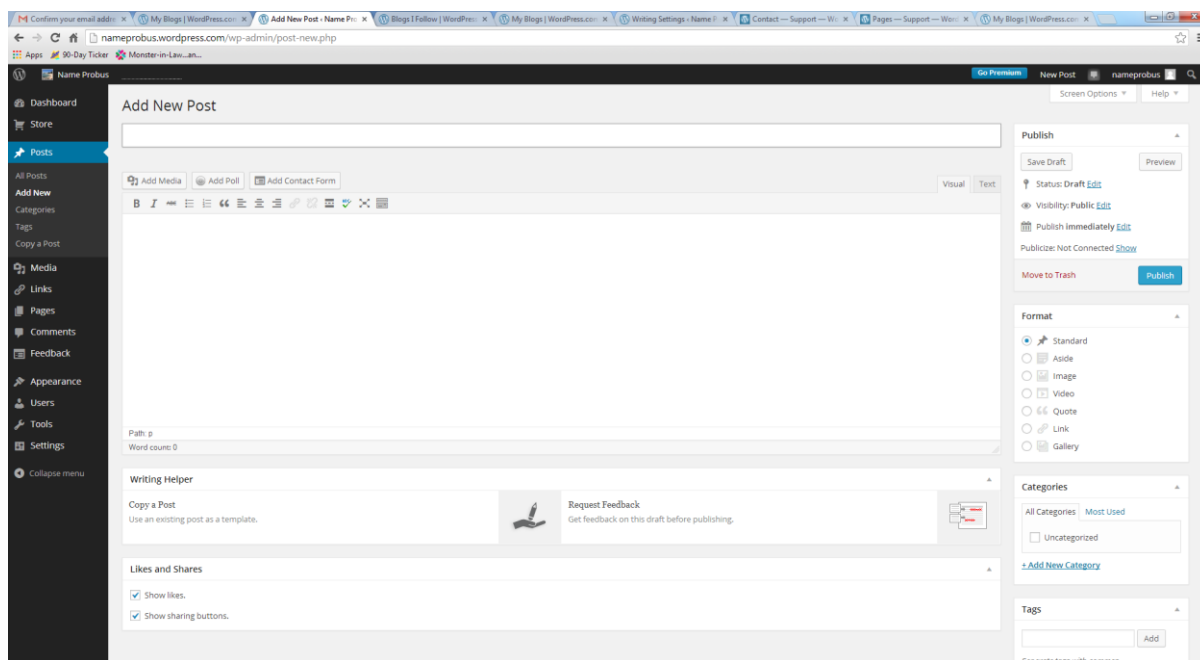 Confirm your email addre
My Blogs | WordPress.com
Add New Post ‹ Name Pro
Blogs I Follow | WordPres
My Blogs | WordPress.com
Writing Settings ‹ Name P
Contact — Support — Wo
Pages — Support — Word
My Blogs | WordPress.com
nameprobus.wordpress.com/wp-admin/post-new.php
Apps 90-Day Ticker Monster-in-Law...an...
Name Probus
Go Premium New Post nameprobus
Screen Options Help
Dashboard
Store
Posts
All Posts
Add New
Categories
Tags
Copy a Post
Media
Links
Pages
Comments
Feedback
Appearance
Users
Tools
Settings
Collapse menu
Add New Post
Add Media Add Poll Add Contact Form
Visual Text
B I ABC
Path: p
Word count: 0
Writing Helper
Copy a Post
Use an existing post as a template.
Request Feedback
Get feedback on this draft before publishing.
Likes and Shares
Show likes.
Show sharing buttons.
Publish
Save Draft Preview
Status: Draft Edit
Visibility: Public Edit
Publish immediately Edit
Publicize: Not Connected Show
Move to Trash Publish
Format
Standard
Aside
Image
Video
Quote
Link
Gallery
Categories
All Categories Most Used
Uncategorized
+ Add New Category
Tags
Add